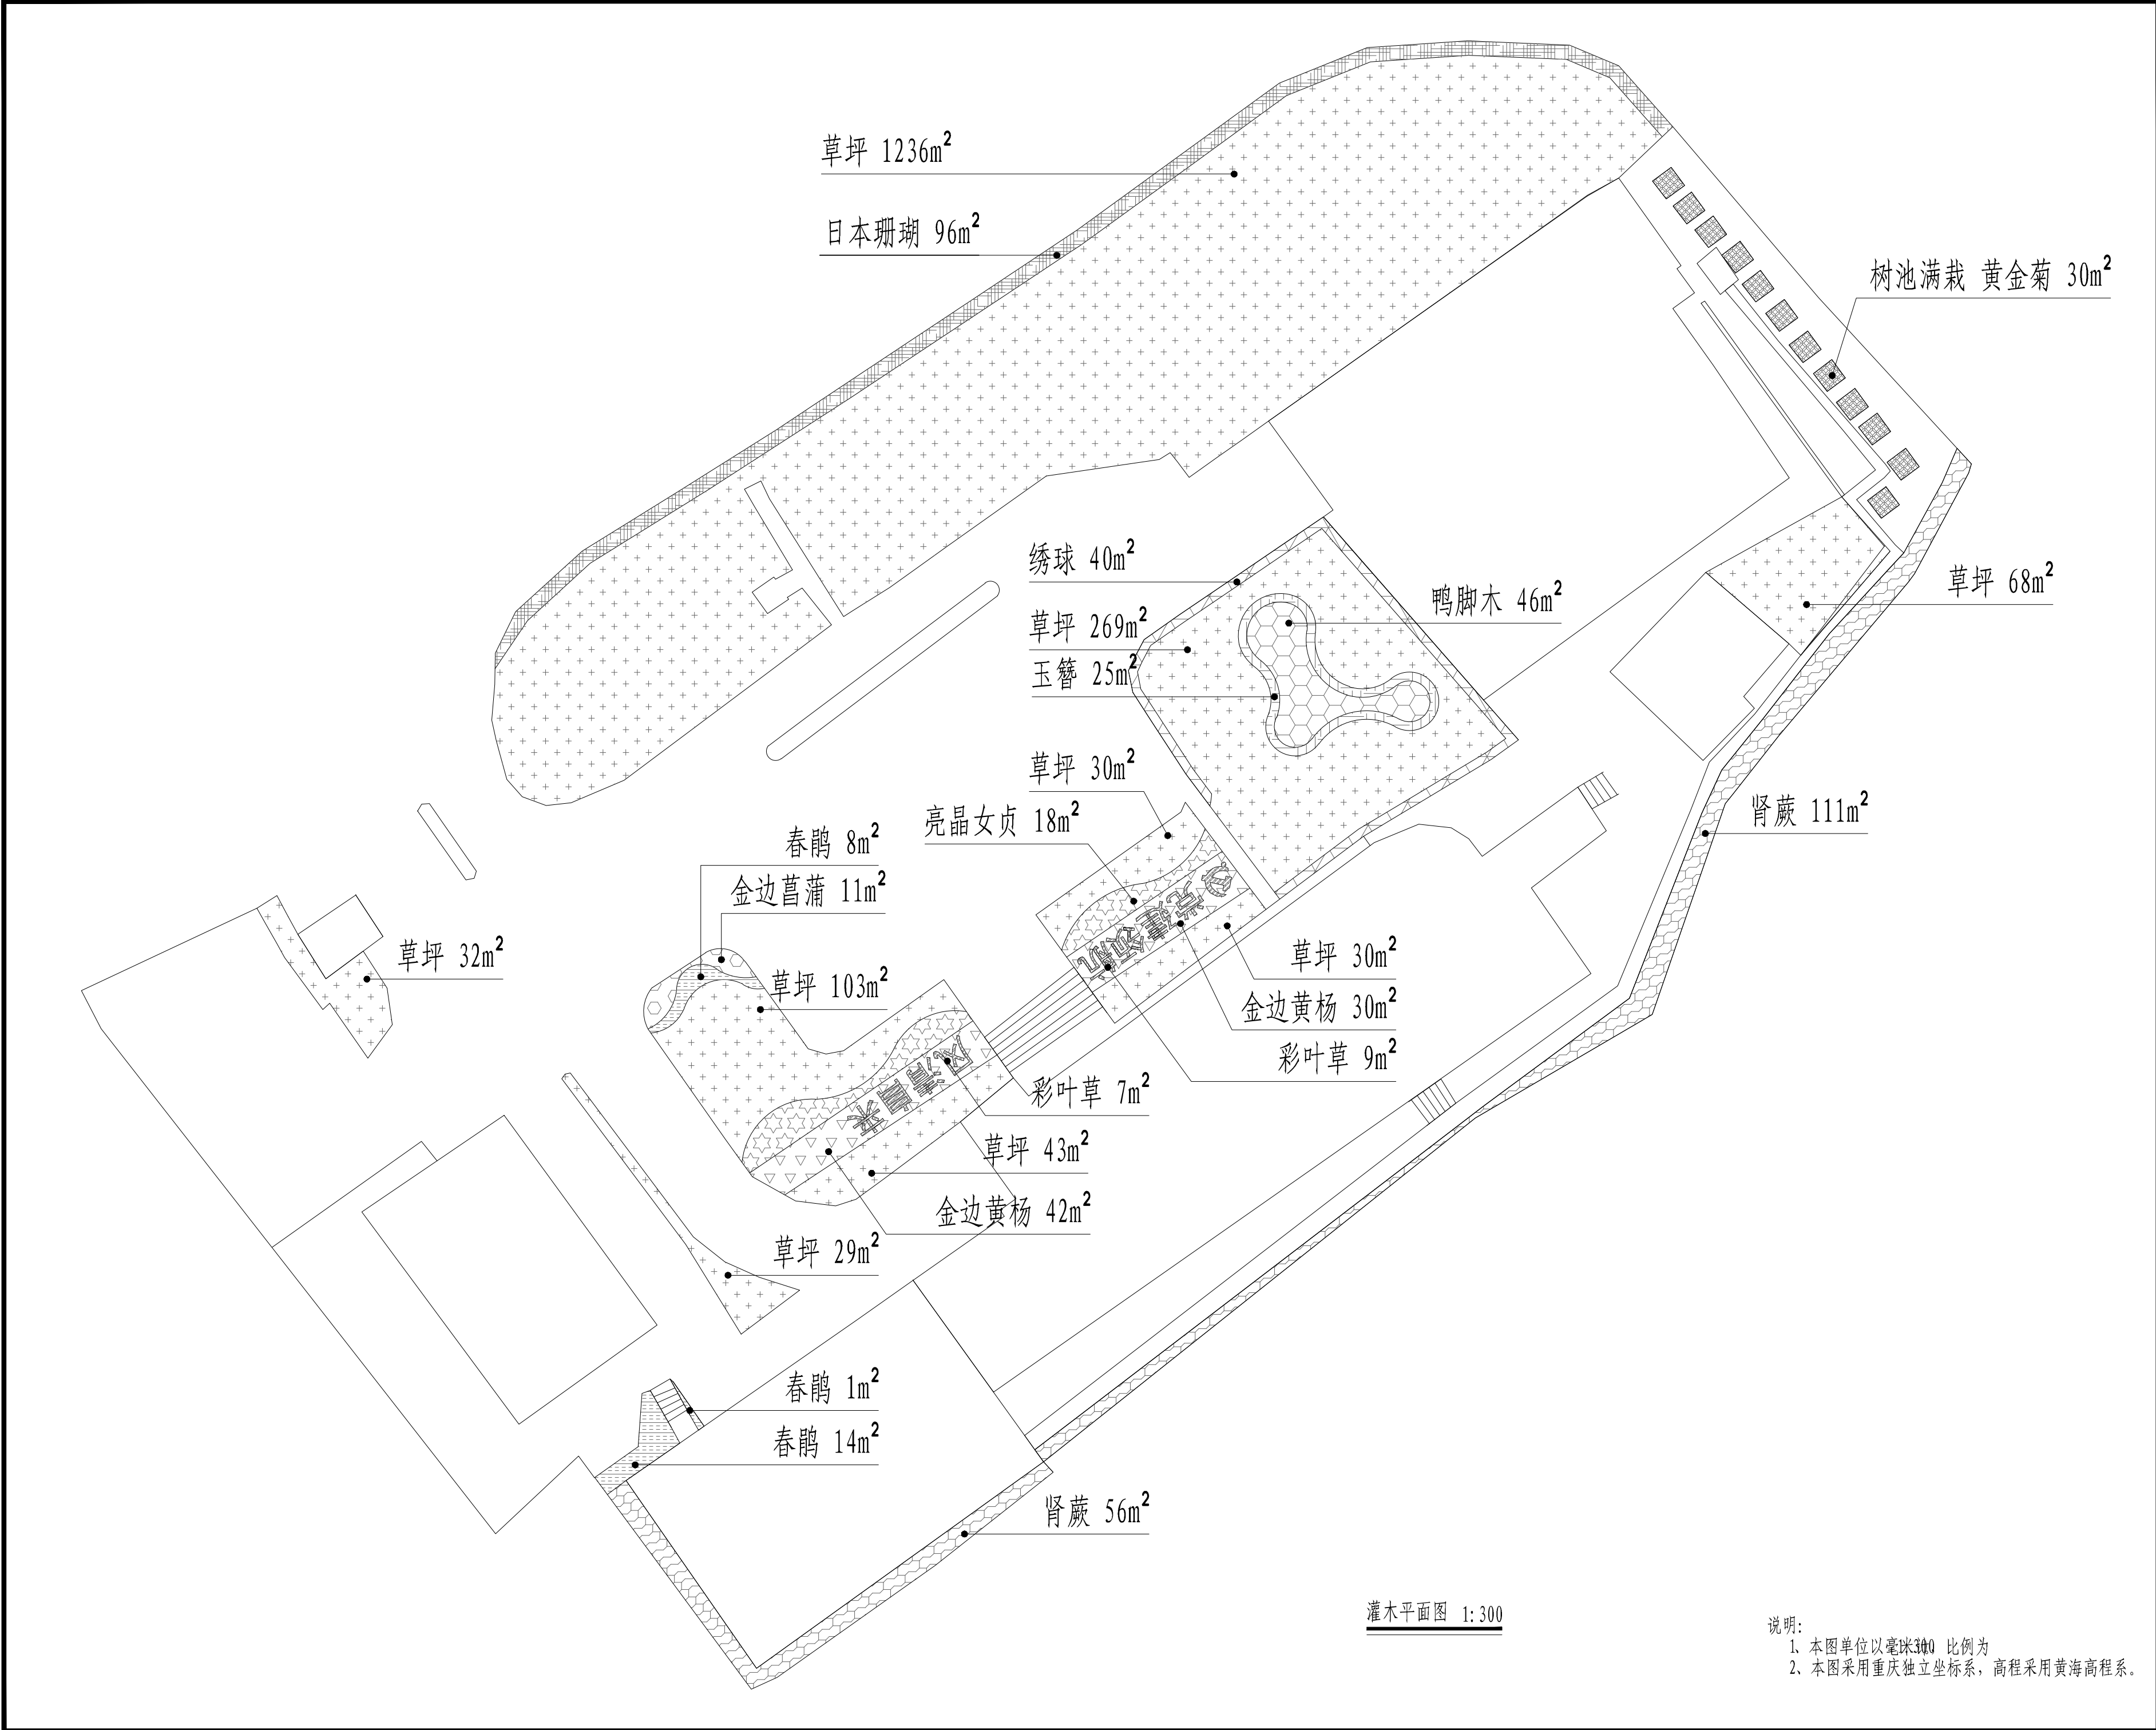 草坪 1236m²
日本珊瑚 96m²
树池满栽 黄金菊 30m²
绣球 40m²
草坪 68m²
鸭脚木 46m²
草坪 269m²
玉簪 25m²
草坪 30m²
亮晶女贞 18m²
肾蕨 111m²
春鹃 8m²
金边菖蒲 11m²
党建领航
草坪 32m²
草坪 103m²
草坪 30m²
金边黄杨 30m²
彩叶草 9m²
风清
彩叶草 7m²
草坪 43m²
金边黄杨 42m²
草坪 29m²
春鹃 1m²
春鹃 14m²
肾蕨 56m²
灌木平面图 1:300
说明:
1、本图单位以毫米 比例为
2、本图采用重庆独立坐标系，高程采用黄海高程系。